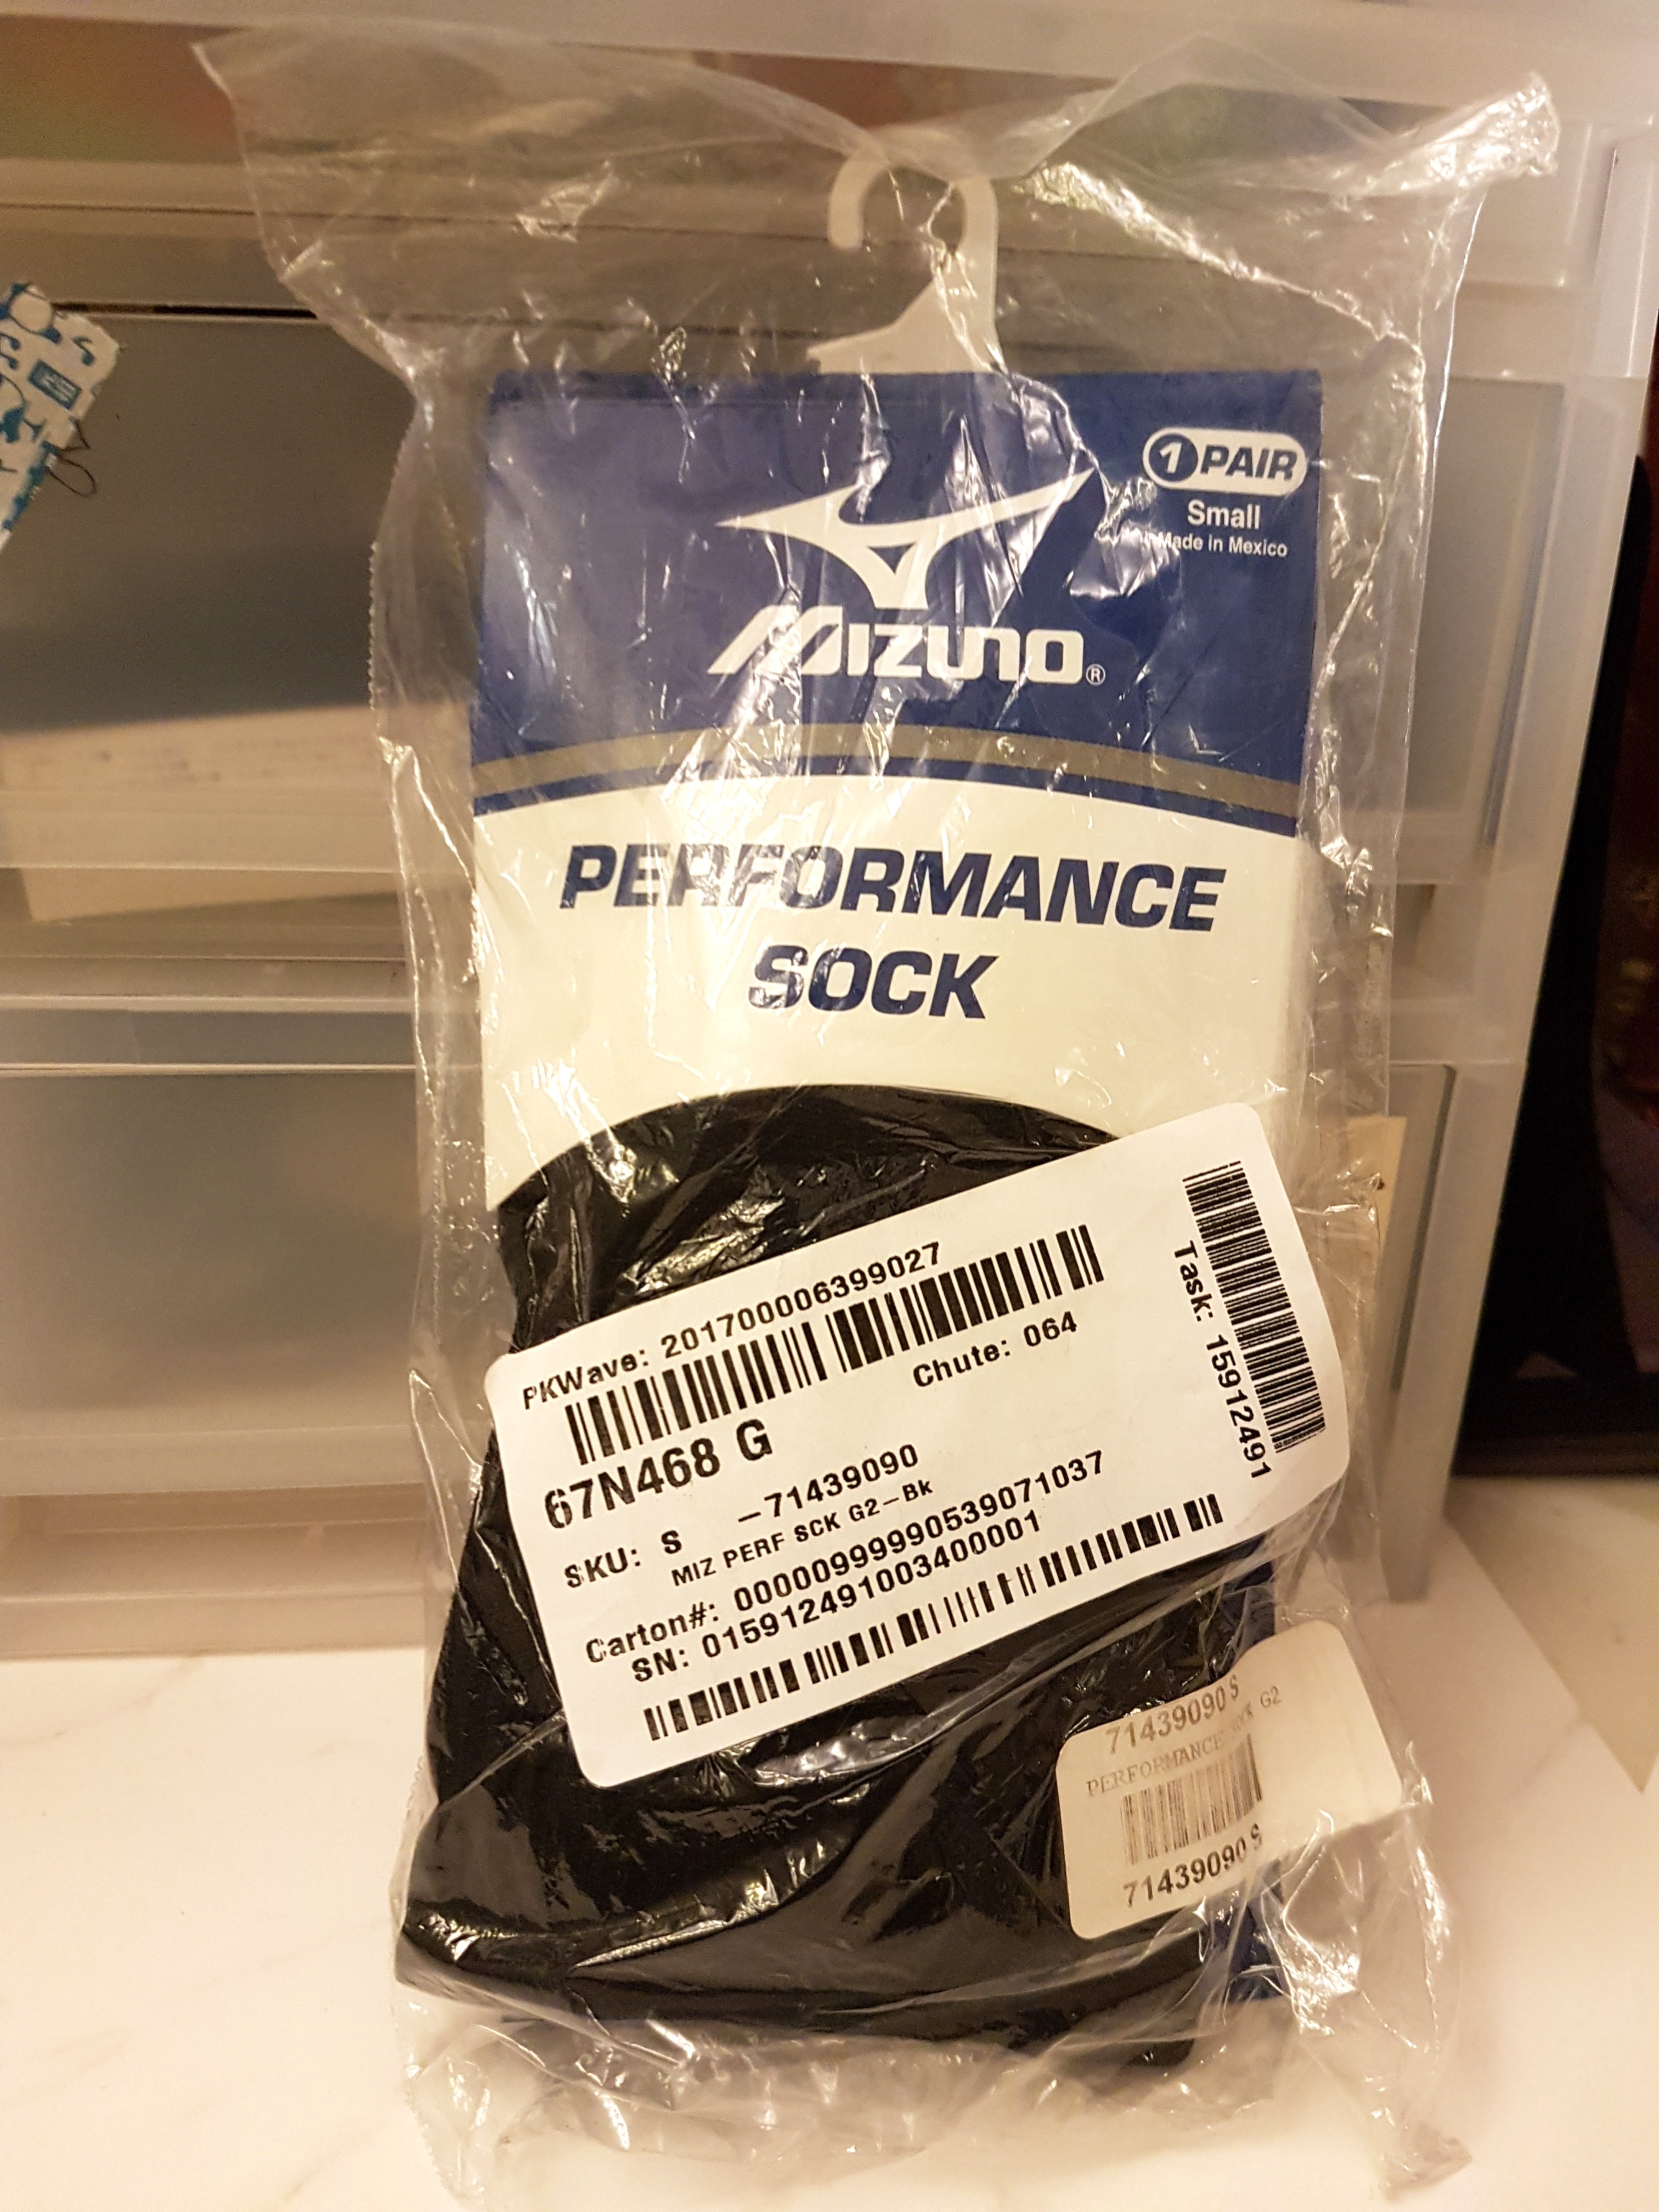 1 PAIR
Small
Made in Mexico
MIZUNO®
PERFORMANCE
SOCK
PKWave: 201700006399027
Chute: 064
67N468 G
SKU: S -71439090
MIZ PERF SCK G2-Bk
Carton#: 00000999990539071037
SN: 015912491003400001
Task: 15912491
71439090 S
PERFORMANCE G2
71439090 S